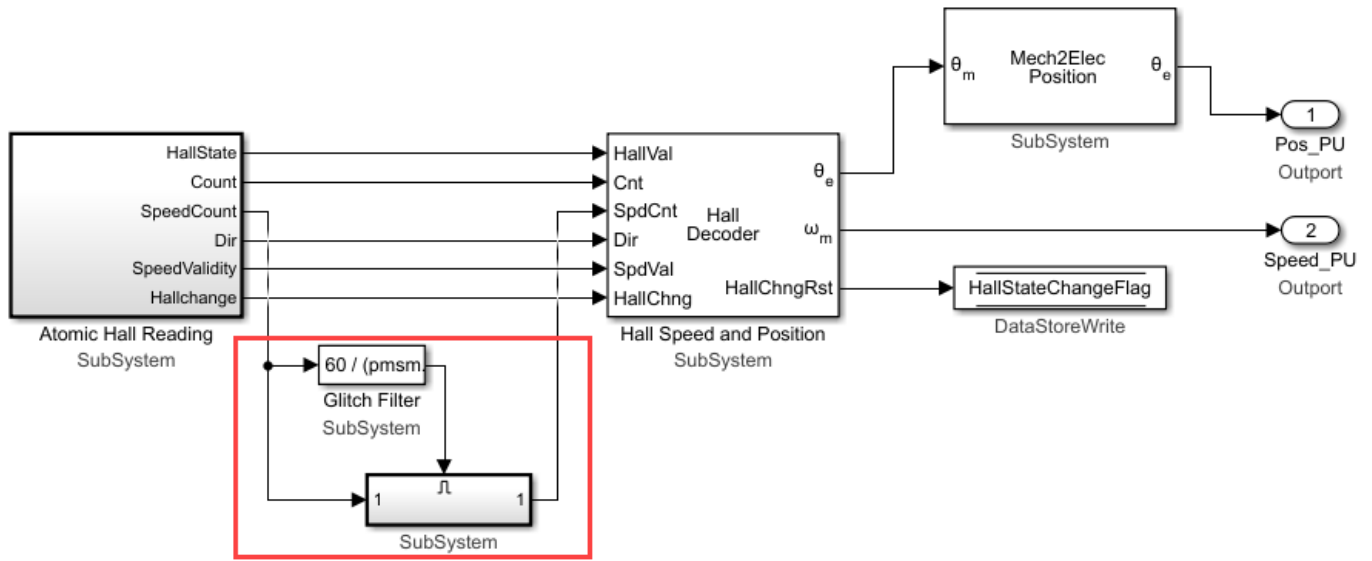 HallState
Count
SpeedCount
Dir
SpeedValidity
Hallchange
Atomic Hall Reading
SubSystem
60 / (pmsm.
Glitch Filter
SubSystem
1
1
SubSystem
HallVal
Cnt
SpdCnt
Dir
SpdVal
HallChng
Hall
Decoder
θe
ωm
HallChngRst
Hall Speed and Position
SubSystem
θm
Mech2Elec
Position
θe
SubSystem
1
Pos_PU
Outport
2
Speed_PU
Outport
HallStateChangeFlag
DataStoreWrite